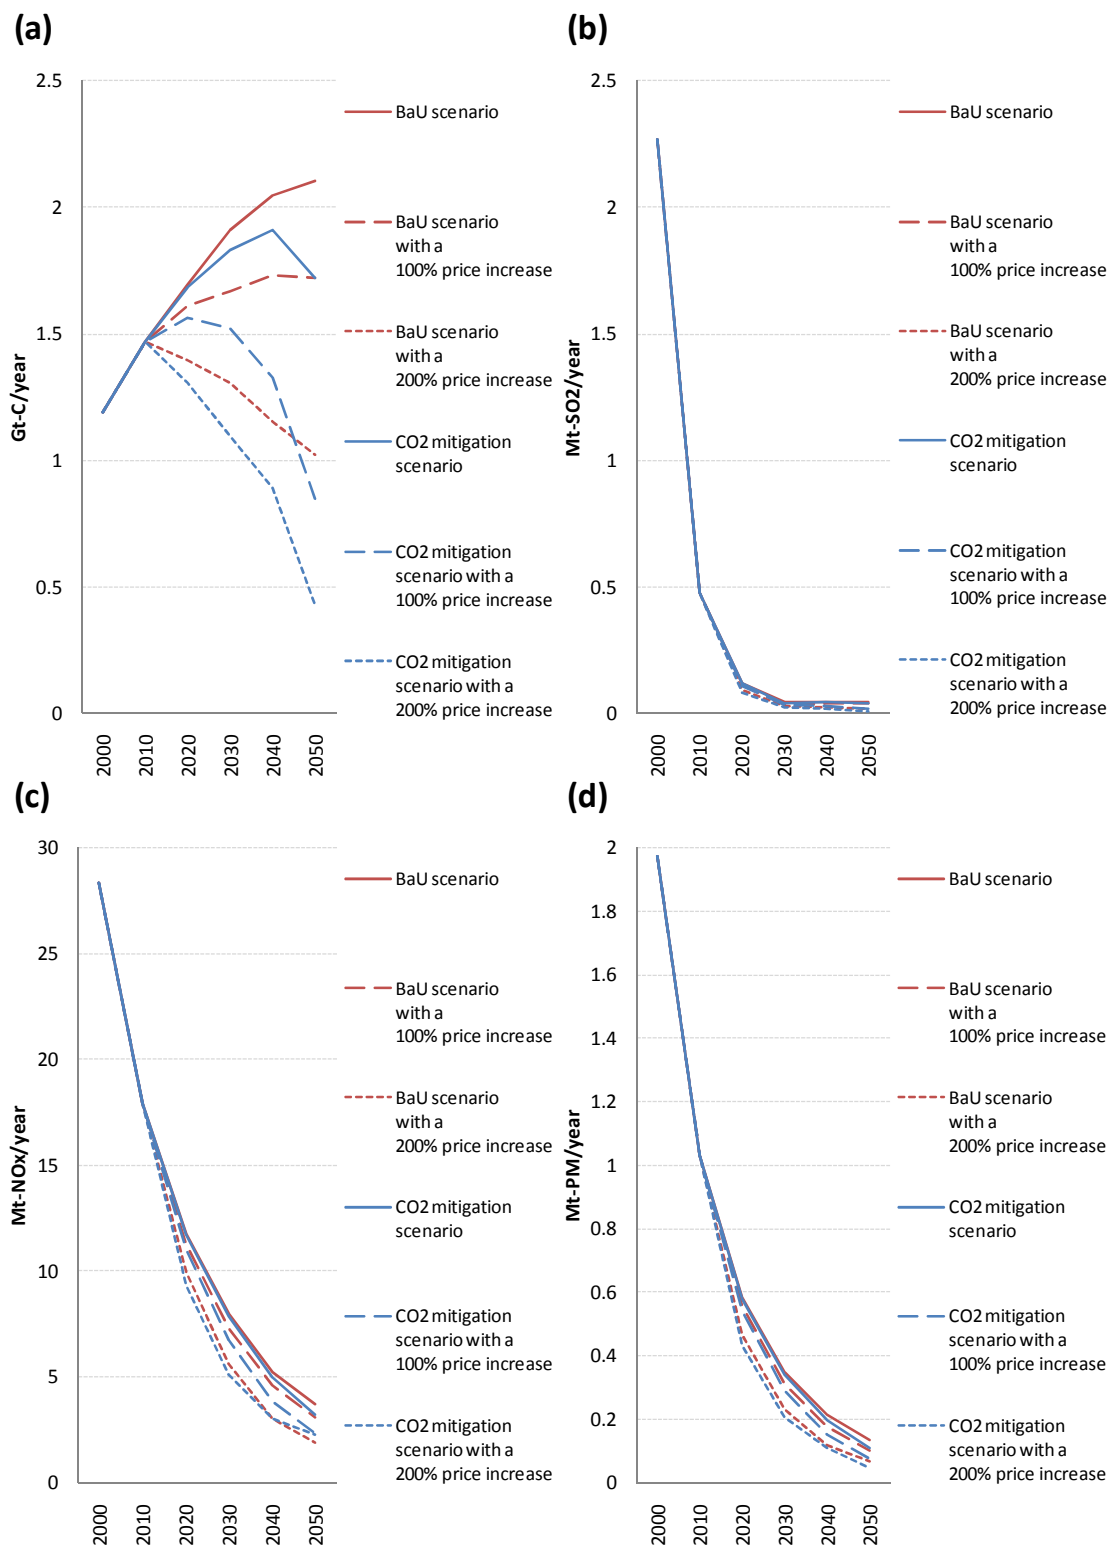 (a)
2.5
2
1.5
1
0.5
0
Gt-C/year
2000
2010
2020
2030
2040
2050
BaU scenario
BaU scenario
with a
100% price increase
BaU scenario
with a
200% price increase
CO2 mitigation
scenario
CO2 mitigation
scenario with a
100% price increase
CO2 mitigation
scenario with a
200% price increase
(b)
2.5
2
1.5
1
0.5
0
Mt-SO2/year
2000
2010
2020
2030
2040
2050
BaU scenario
BaU scenario
with a
100% price increase
BaU scenario
with a
200% price increase
CO2 mitigation
scenario
CO2 mitigation
scenario with a
100% price increase
CO2 mitigation
scenario with a
200% price increase
(c)
30
25
20
15
10
5
0
Mt-NOx/year
2000
2010
2020
2030
2040
2050
BaU scenario
BaU scenario
with a
100% price increase
BaU scenario
with a
200% price increase
CO2 mitigation
scenario
CO2 mitigation
scenario with a
100% price increase
CO2 mitigation
scenario with a
200% price increase
(d)
2
1.8
1.6
1.4
1.2
1
0.8
0.6
0.4
0.2
0
Mt-PM/year
2000
2010
2020
2030
2040
2050
BaU scenario
BaU scenario
with a
100% price increase
BaU scenario
with a
200% price increase
CO2 mitigation
scenario
CO2 mitigation
scenario with a
100% price increase
CO2 mitigation
scenario with a
200% price increase